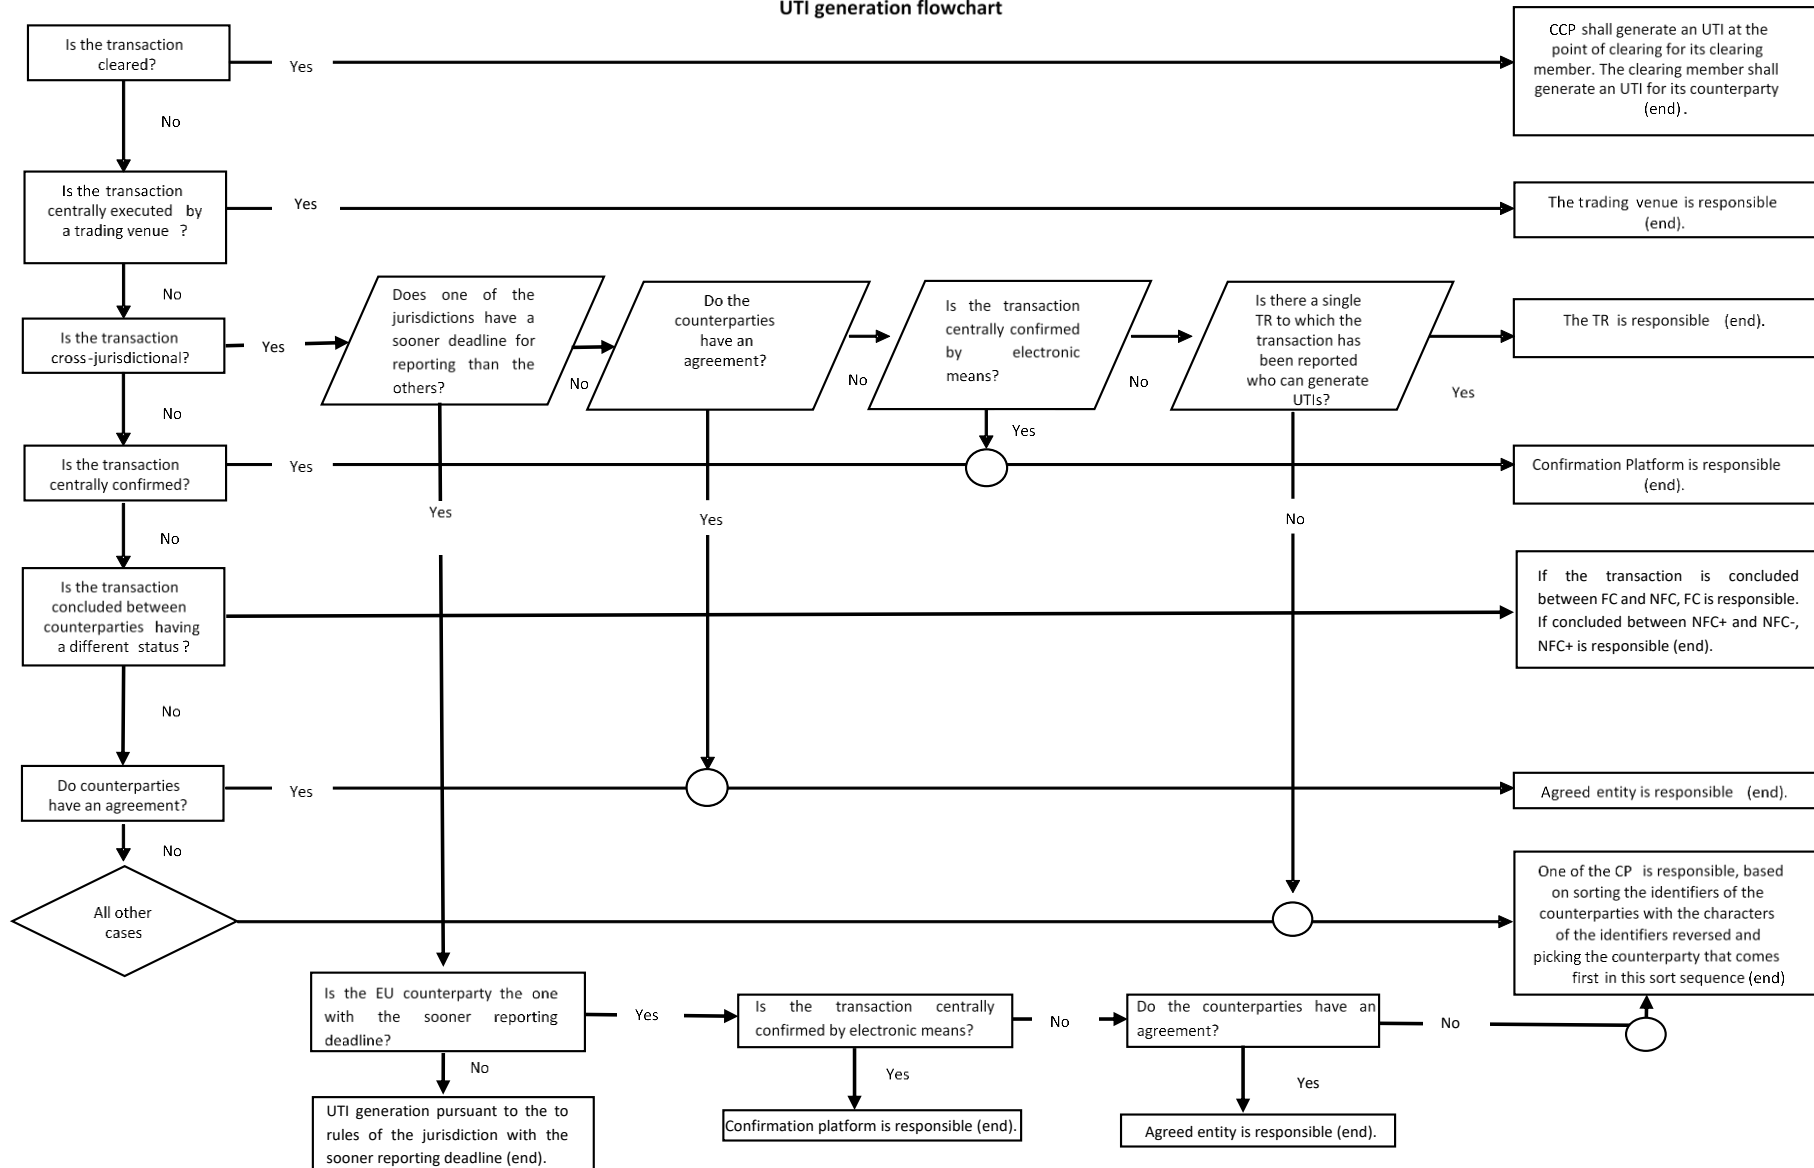 UTI generation flowchart
Is the transaction
cleared?
Yes
CCP shall generate an UTI at the
point of clearing for its clearing
member. The clearing member shall
generate an UTI for its counterparty
(end).
No
Is the transaction
centrally executed by
a trading venue ?
Yes
The trading venue is responsible
(end).
No
Is the transaction
cross-jurisdictional?
Yes
Does one of the
jurisdictions have a
sooner deadline for
reporting than the
others?
No
Do the
counterparties
have an
agreement?
No
Is the transaction
centrally confirmed
by electronic
means?
No
Is there a single
TR to which the
transaction has
been reported
who can generate
UTIs?
Yes
The TR is responsible (end).
No
Yes
Is the transaction
centrally confirmed?
Yes
Confirmation Platform is responsible
(end).
Yes
Yes
No
No
Is the transaction
concluded between
counterparties having
a different status ?
If the transaction is concluded
between FC and NFC, FC is responsible.
If concluded between NFC+ and NFC-,
NFC+ is responsible (end).
No
Do counterparties
have an agreement?
Yes
Agreed entity is responsible (end).
No
All other
cases
One of the CP is responsible, based
on sorting the identifiers of the
counterparties with the characters
of the identifiers reversed and
picking the counterparty that comes
first in this sort sequence (end)
Is the EU counterparty the one
with the sooner reporting
deadline?
Yes
Is the transaction centrally
confirmed by electronic means?
No
Do the counterparties have an
agreement?
No
No
Yes
Yes
UTI generation pursuant to the to
rules of the jurisdiction with the
sooner reporting deadline (end).
Confirmation platform is responsible (end).
Agreed entity is responsible (end).